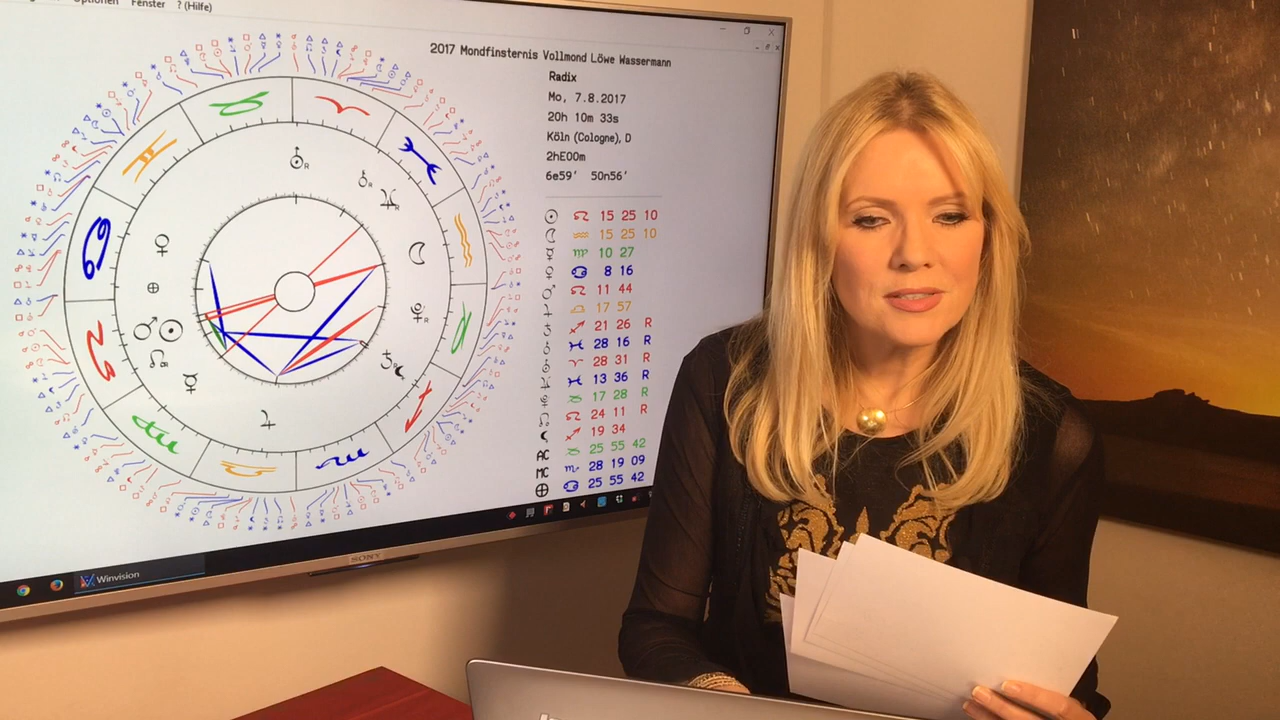 Optionen Fenster ? (Hilfe)
2017 Mondfinsternis Vollmond Löwe Wassermann
Radix
Mo, 7.8.2017
20h 10m 33s
Köln (Cologne), D
2hE00m
6e59' 50n56'
☉ ♌ 15 25 10
☾ ♒ 15 25 10
☿ ♍ 10 27
♀ ♋ 8 16
♂ ♌ 11 44
♃ ♎ 17 57
♄ ♐ 21 26 R
⚷ ♓ 28 16 R
♅ ♈ 28 31 R
♆ ♓ 13 36 R
♇ ♑ 17 28 R
☊ ♌ 24 11 R
⚸ ♐ 19 34
AC ♑ 25 55 42
MC ♏ 28 19 09
⊕ ♋ 25 55 42
Winvision
SONY